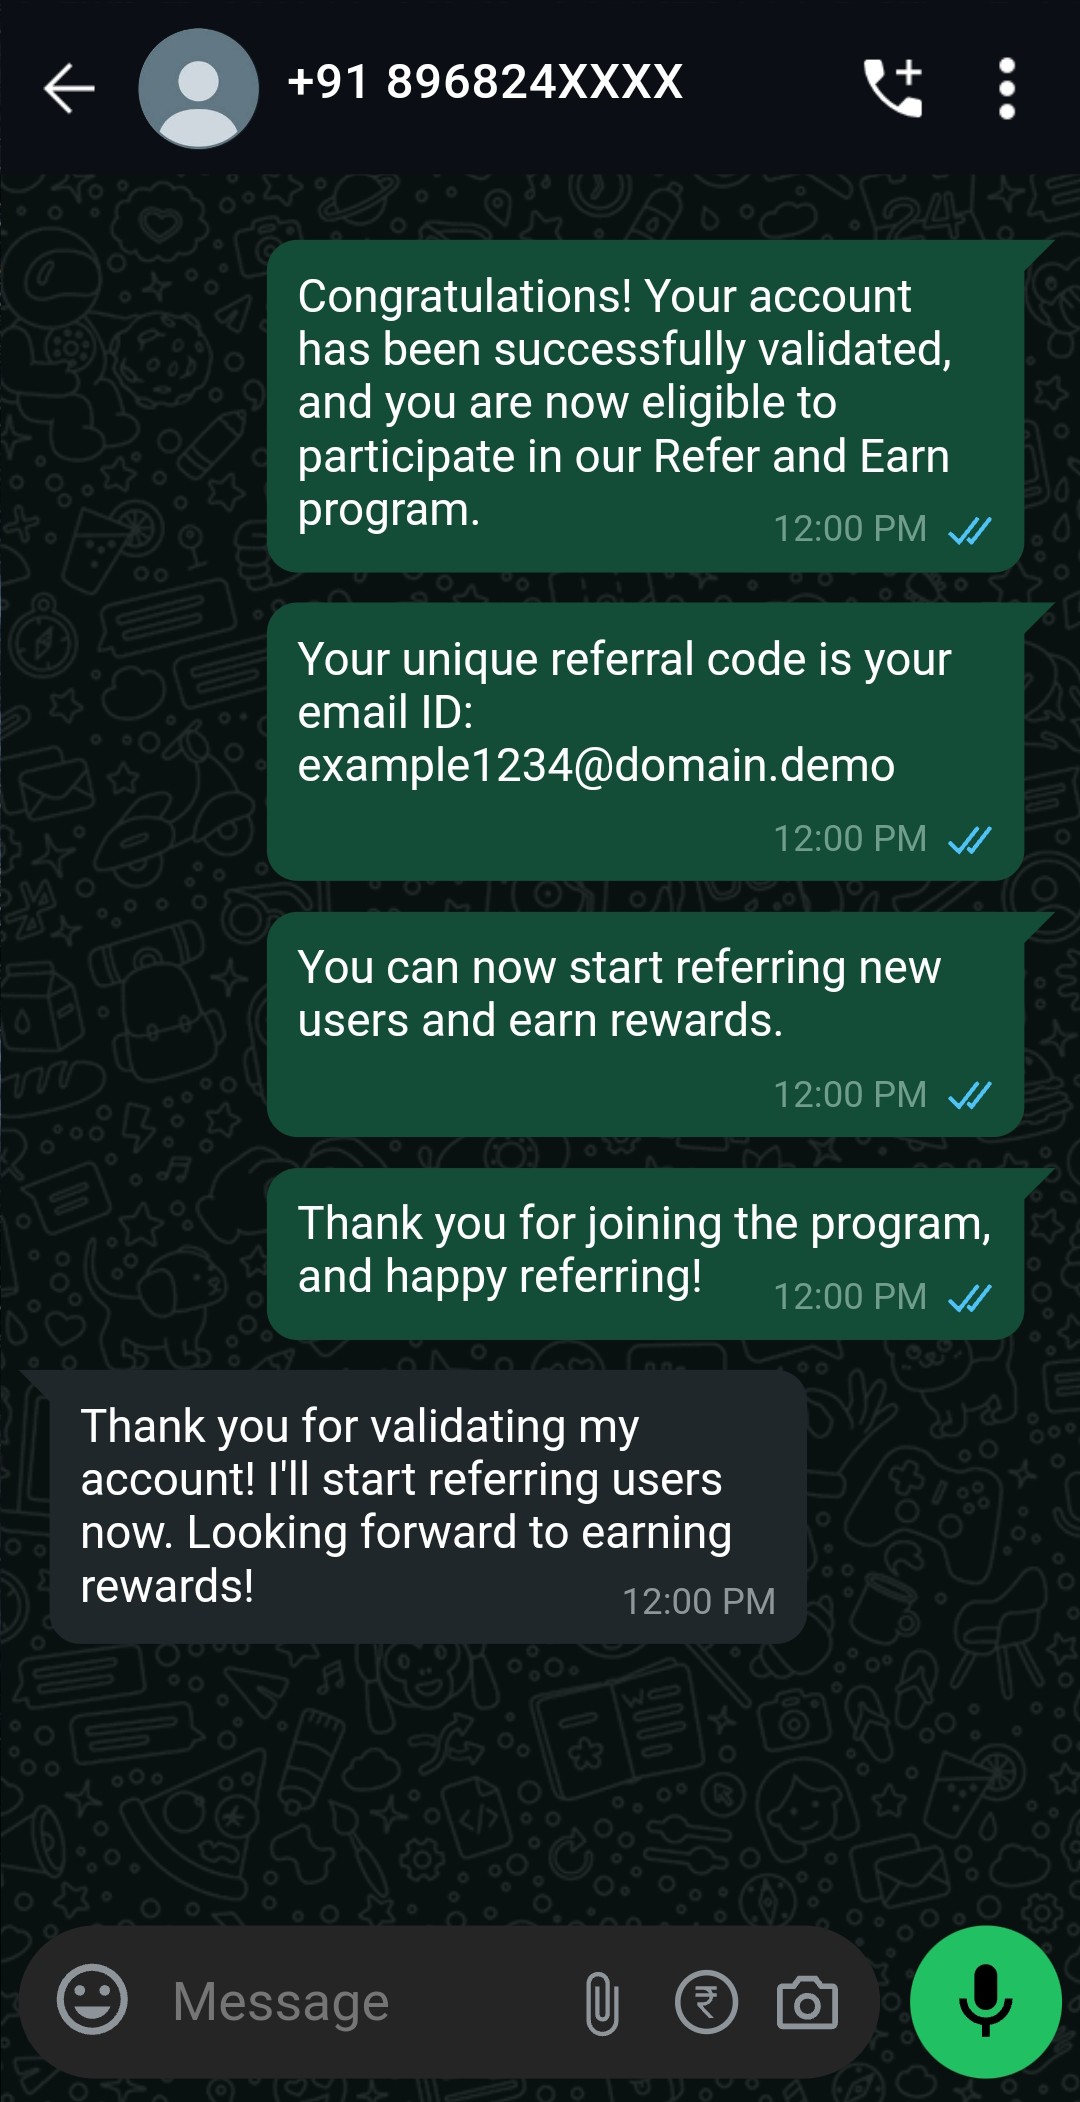 +91 896824XXXX
Congratulations! Your account
has been successfully validated,
and you are now eligible to
participate in our Refer and Earn
program.
12:00 PM
Your unique referral code is your
email ID:
example1234@domain.demo
12:00 PM
You can now start referring new
users and earn rewards.
12:00 PM
Thank you for joining the program,
and happy referring!
12:00 PM
Thank you for validating my
account! I'll start referring users
now. Looking forward to earning
rewards!
12:00 PM
Message